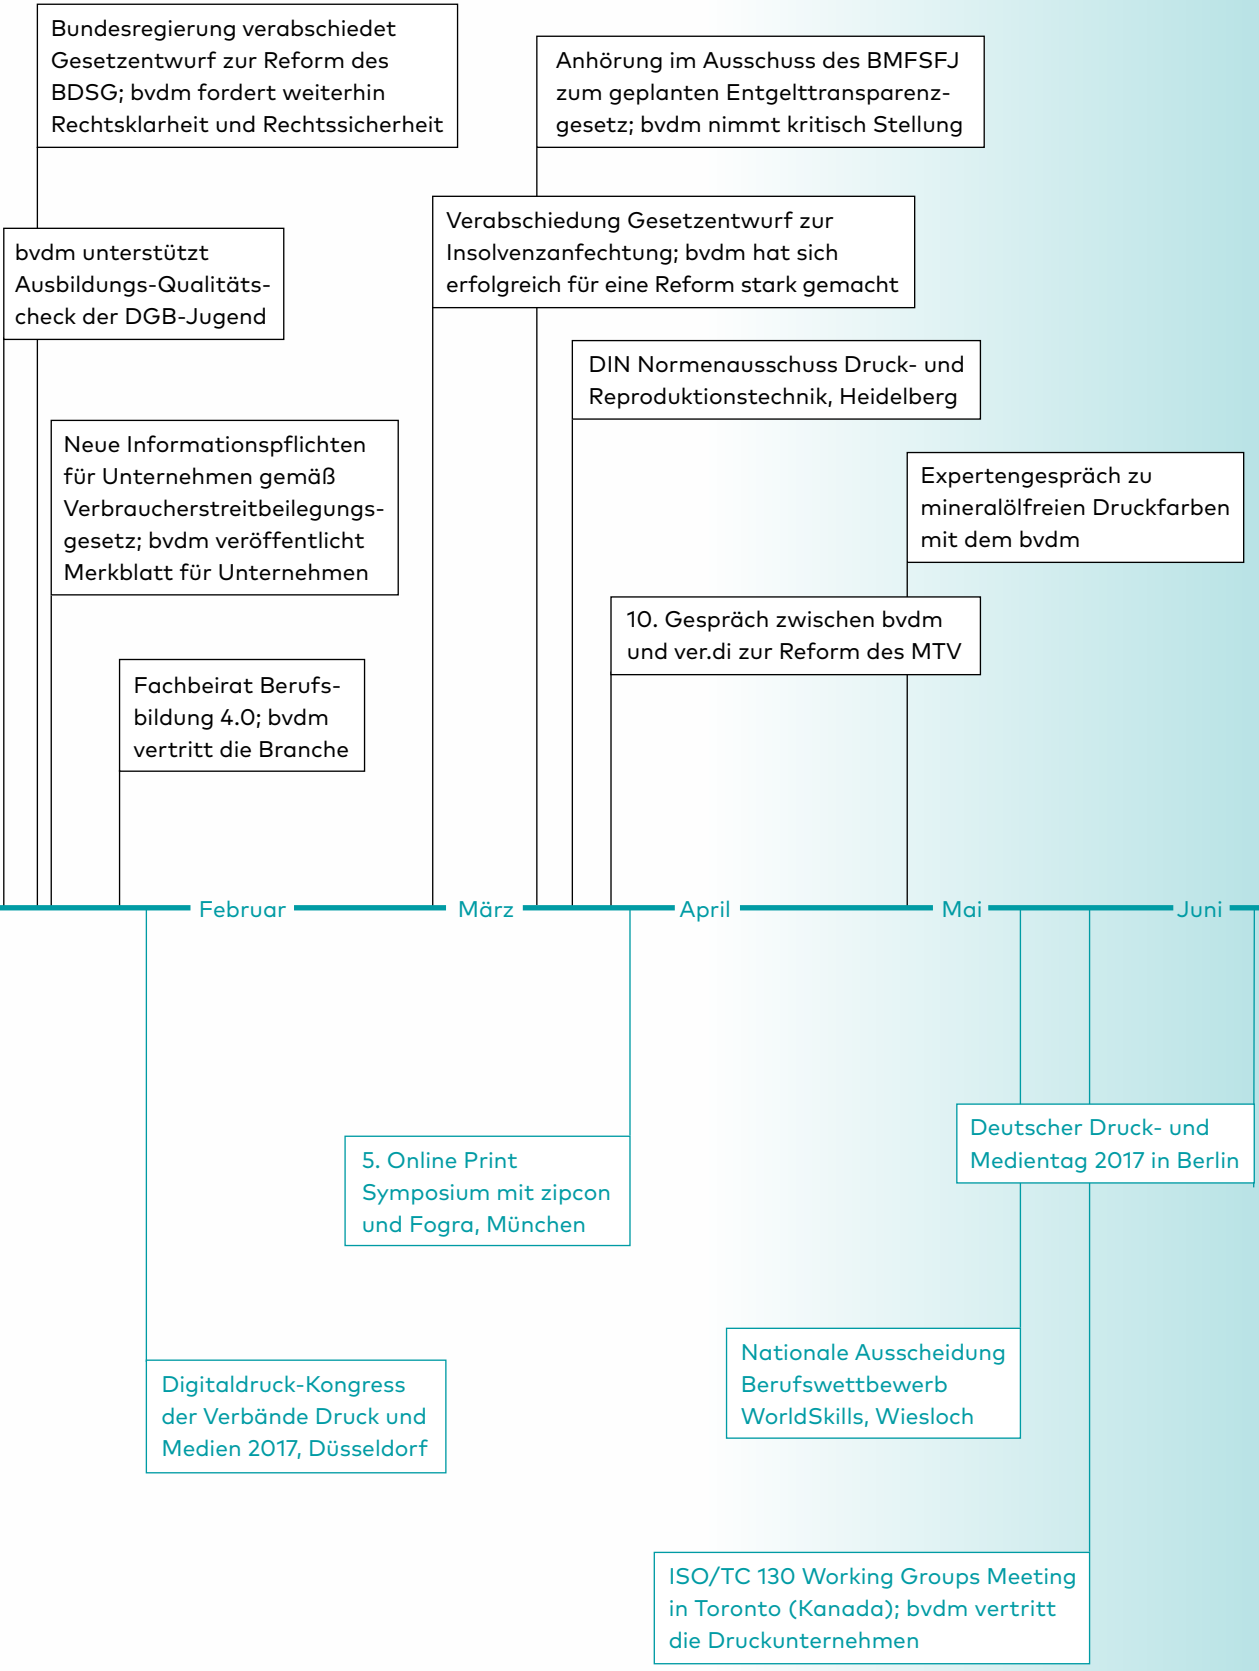 Bundesregierung verabschiedet
Gesetzentwurf zur Reform des
BDSG; bvdm fordert weiterhin
Rechtsklarheit und Rechtssicherheit
Anhörung im Ausschuss des BMFSFJ
zum geplanten Entgelttransparenz-
gesetz; bvdm nimmt kritisch Stellung
Verabschiedung Gesetzentwurf zur
Insolvenzanfechtung; bvdm hat sich
erfolgreich für eine Reform stark gemacht
bvdm unterstützt
Ausbildungs-Qualitäts-
check der DGB-Jugend
DIN Normenausschuss Druck- und
Reproduktionstechnik, Heidelberg
Neue Informationspflichten
für Unternehmen gemäß
Verbraucherstreitbeilegungs-
gesetz; bvdm veröffentlicht
Merkblatt für Unternehmen
Expertengespräch zu
mineralölfreien Druckfarben
mit dem bvdm
10. Gespräch zwischen bvdm
und ver.di zur Reform des MTV
Fachbeirat Berufs-
bildung 4.0; bvdm
vertritt die Branche
Februar März April Mai Juni
Deutscher Druck- und
Medientag 2017 in Berlin
5. Online Print
Symposium mit zipcon
und Fogra, München
Nationale Ausscheidung
Berufswettbewerb
WorldSkills, Wiesloch
Digitaldruck-Kongress
der Verbände Druck und
Medien 2017, Düsseldorf
ISO/TC 130 Working Groups Meeting
in Toronto (Kanada); bvdm vertritt
die Druckunternehmen